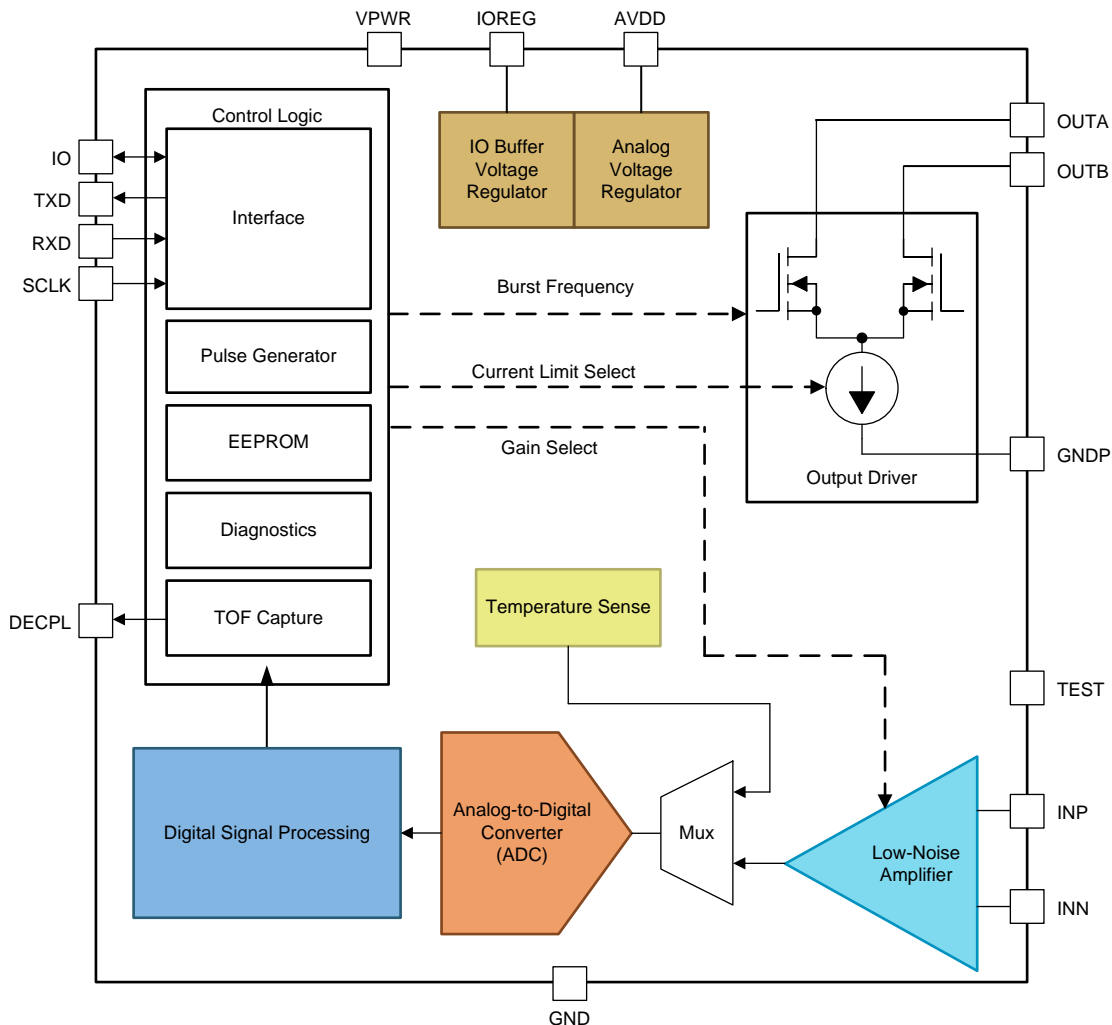 VPWR
IOREG
AVDD
Control Logic
IO
TXD
RXD
SCLK
Interface
IO Buffer
Voltage
Regulator
Analog
Voltage
Regulator
OUTA
OUTB
Burst Frequency
Pulse Generator
Current Limit Select
EEPROM
Gain Select
Output Driver
GNDP
Diagnostics
DECPL
TOF Capture
Temperature Sense
TEST
Digital Signal Processing
Analog-to-Digital
Converter
(ADC)
Mux
Low-Noise
Amplifier
INP
INN
GND